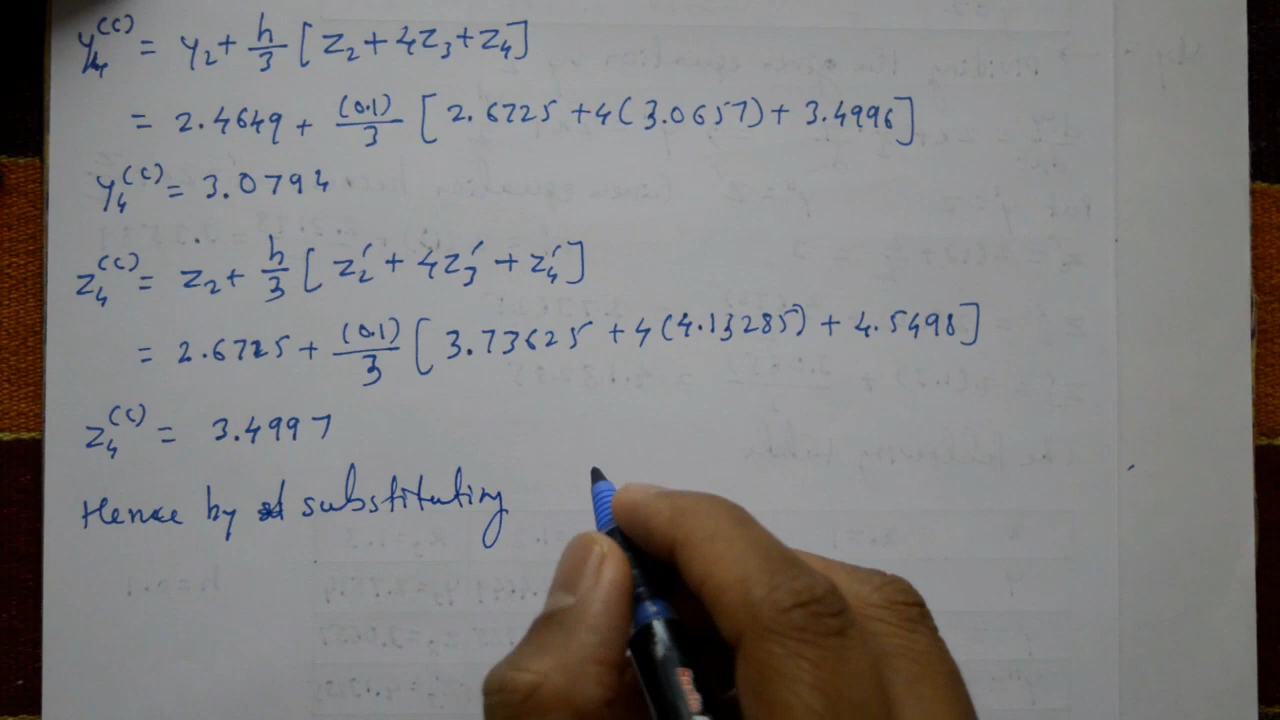 y₄⁽ᶜ⁾ = y₂ + h/3 [ z₂ + 4z₃ + z₄ ]
= 2.4649 + (0.1)/3 [ 2.6725 + 4(3.0657) + 3.4996 ]
y₄⁽ᶜ⁾ = 3.0794
z₄⁽ᶜ⁾ = z₂ + h/3 [ z₂′ + 4z₃′ + z₄′ ]
= 2.6725 + (0.1)/3 [ 3.73625 + 4(4.13285) + 4.5498 ]
z₄⁽ᶜ⁾ = 3.4997
Hence by substituting